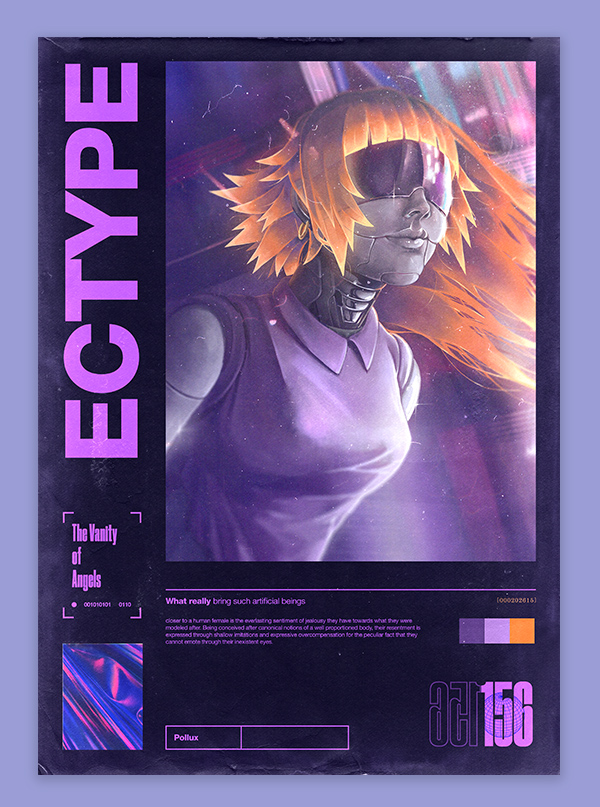 ECTYPE
The Vanity
of
Angels
001010101 0110
What really bring such artificial beings
[000202615]
closer to a human female is the everlasting sentiment of jealousy they have towards what they were
modeled after. Being conceived after canonical notions of a well proportioned body, their resentment is
expressed through shallow imitations and expressive overcompensation for the peculiar fact that they
cannot emote through their inexistent eyes.
156
Pollux